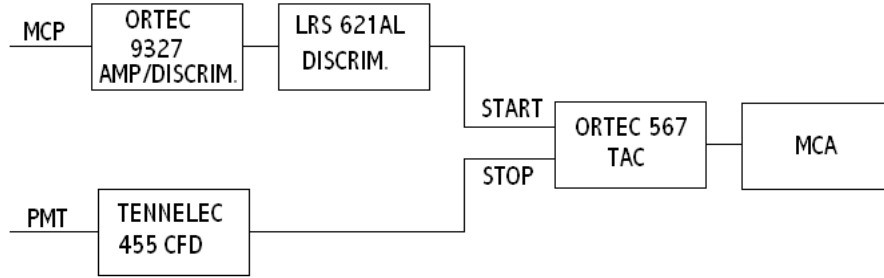 MCP
ORTEC
9327
AMP/DISCRIM.
LRS 621AL
DISCRIM.
START
STOP
ORTEC 567
TAC
MCA
PMT
TENNELEC
455 CFD